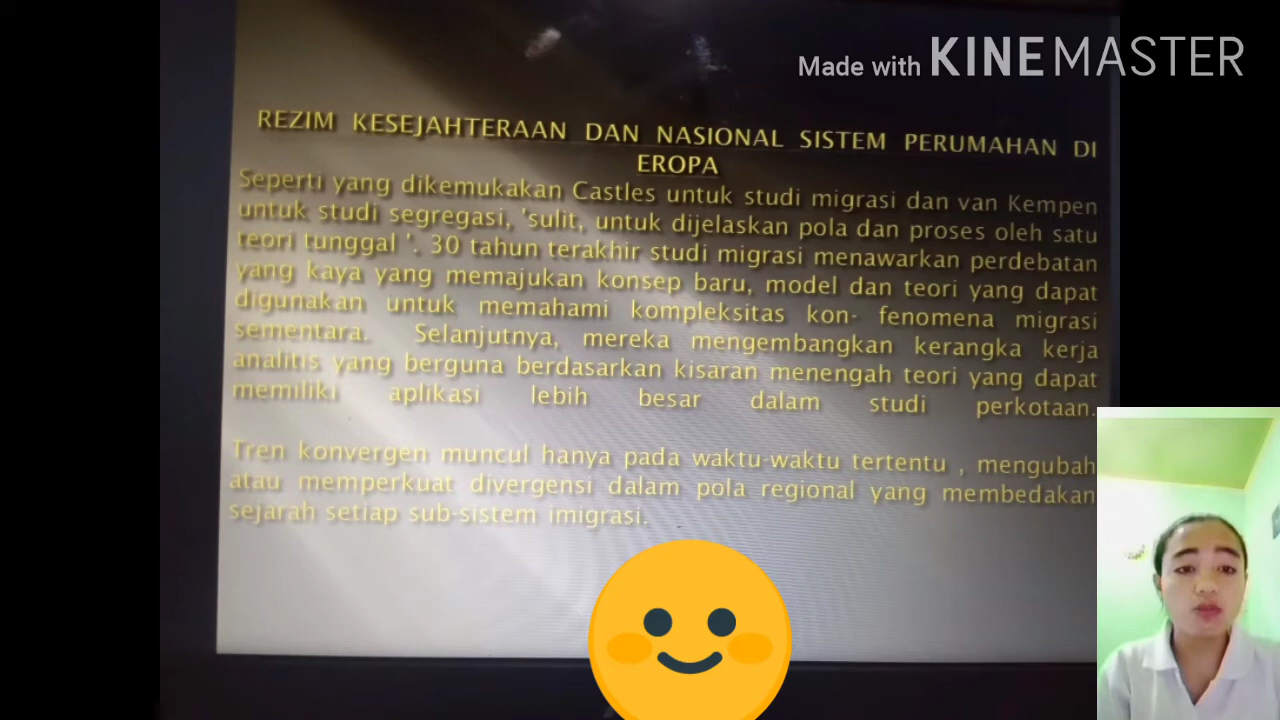 Made with KINEMASTER
REZIM KESEJAHTERAAN DAN NASIONAL SISTEM PERUMAHAN DI
EROPA
Seperti yang dikemukakan Castles untuk studi migrasi dan van Kempen
untuk studi segregasi, 'sulit, untuk dijelaskan pola dan proses oleh satu
teori tunggal '. 30 tahun terakhir studi migrasi menawarkan perdebatan
yang kaya yang memajukan konsep baru, model dan teori yang dapat
digunakan untuk memahami kompleksitas kon- fenomena migrasi
sementara. Selanjutnya, mereka mengembangkan kerangka kerja
analitis yang berguna berdasarkan kisaran menengah teori yang dapat
memiliki aplikasi lebih besar dalam studi perkotaan.
Tren konvergen muncul hanya pada waktu-waktu tertentu , mengubah
atau memperkuat divergensi dalam pola regional yang membedakan
sejarah setiap sub-sistem imigrasi.